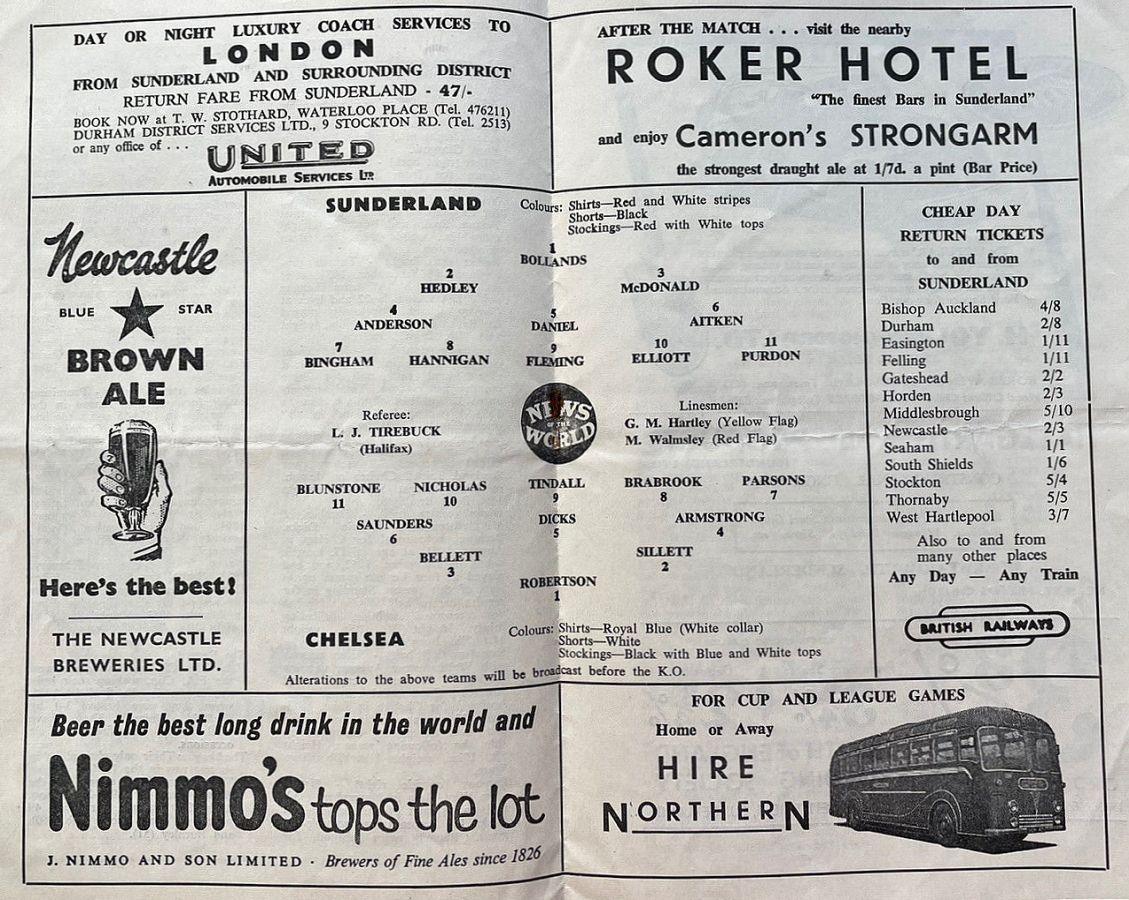 DAY OR NIGHT LUXURY COACH SERVICES TO
LONDON
FROM SUNDERLAND AND SURROUNDING DISTRICT
RETURN FARE FROM SUNDERLAND - 47/-
BOOK NOW at T. W. STOTHARD, WATERLOO PLACE (Tel. 476211)
DURHAM DISTRICT SERVICES LTD., 9 STOCKTON RD. (Tel. 2513)
or any office of . . .
UNITED
AUTOMOBILE SERVICES LTD
AFTER THE MATCH . . . visit the nearby
ROKER HOTEL
"The finest Bars in Sunderland"
and enjoy Cameron's STRONGARM
the strongest draught ale at 1/7d. a pint (Bar Price)
Newcastle
BLUE STAR
BROWN
ALE
Here's the best!
THE NEWCASTLE
BREWERIES LTD.
SUNDERLAND
Colours: Shirts—Red and White stripes
Shorts—Black
Stockings—Red with White tops
1
BOLLANDS
2 3
HEDLEY McDONALD
4 5 6
ANDERSON DANIEL AITKEN
7 8 9 10 11
BINGHAM HANNIGAN FLEMING ELLIOTT PURDON
Referee:
L. J. TIREBUCK
(Halifax)
NEWS
OF THE
WORLD
Linesmen:
G. M. Hartley (Yellow Flag)
M. Walmsley (Red Flag)
BLUNSTONE NICHOLAS TINDALL BRABROOK PARSONS
11 10 9 8 7
SAUNDERS DICKS ARMSTRONG
6 5 4
BELLETT SILLETT
3 2
ROBERTSON
1
CHELSEA
Colours: Shirts—Royal Blue (White collar)
Shorts—White
Stockings—Black with Blue and White tops
Alterations to the above teams will be broadcast before the K.O.
CHEAP DAY
RETURN TICKETS
to and from
SUNDERLAND
Bishop Auckland 4/8
Durham 2/8
Easington 1/11
Felling 1/11
Gateshead 2/2
Horden 2/3
Middlesbrough 5/10
Newcastle 2/3
Seaham 1/1
South Shields 1/6
Stockton 5/4
Thornaby 5/5
West Hartlepool 3/7
Also to and from
many other places
Any Day — Any Train
BRITISH RAILWAYS
Beer the best long drink in the world and
Nimmo's tops the lot
J. NIMMO AND SON LIMITED · Brewers of Fine Ales since 1826
FOR CUP AND LEAGUE GAMES
Home or Away
HIRE
NORTHERN